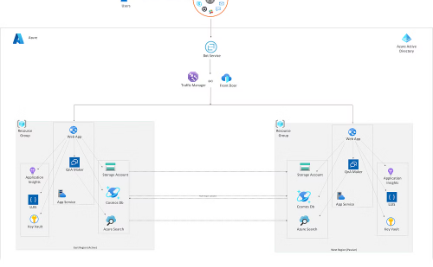 Users
Azure
Azure Active
Directory
Bot Service
Traffic Manager
Front Door
Resource
Group
Web App
Application
Insights
QnA Maker
Storage Account
LUIS
App Service
Cosmos DB
Key Vault
Azure Search
Resource
Group
Web App
Storage Account
QnA Maker
Application
Insights
Cosmos DB
App Service
LUIS
Azure Search
Key Vault